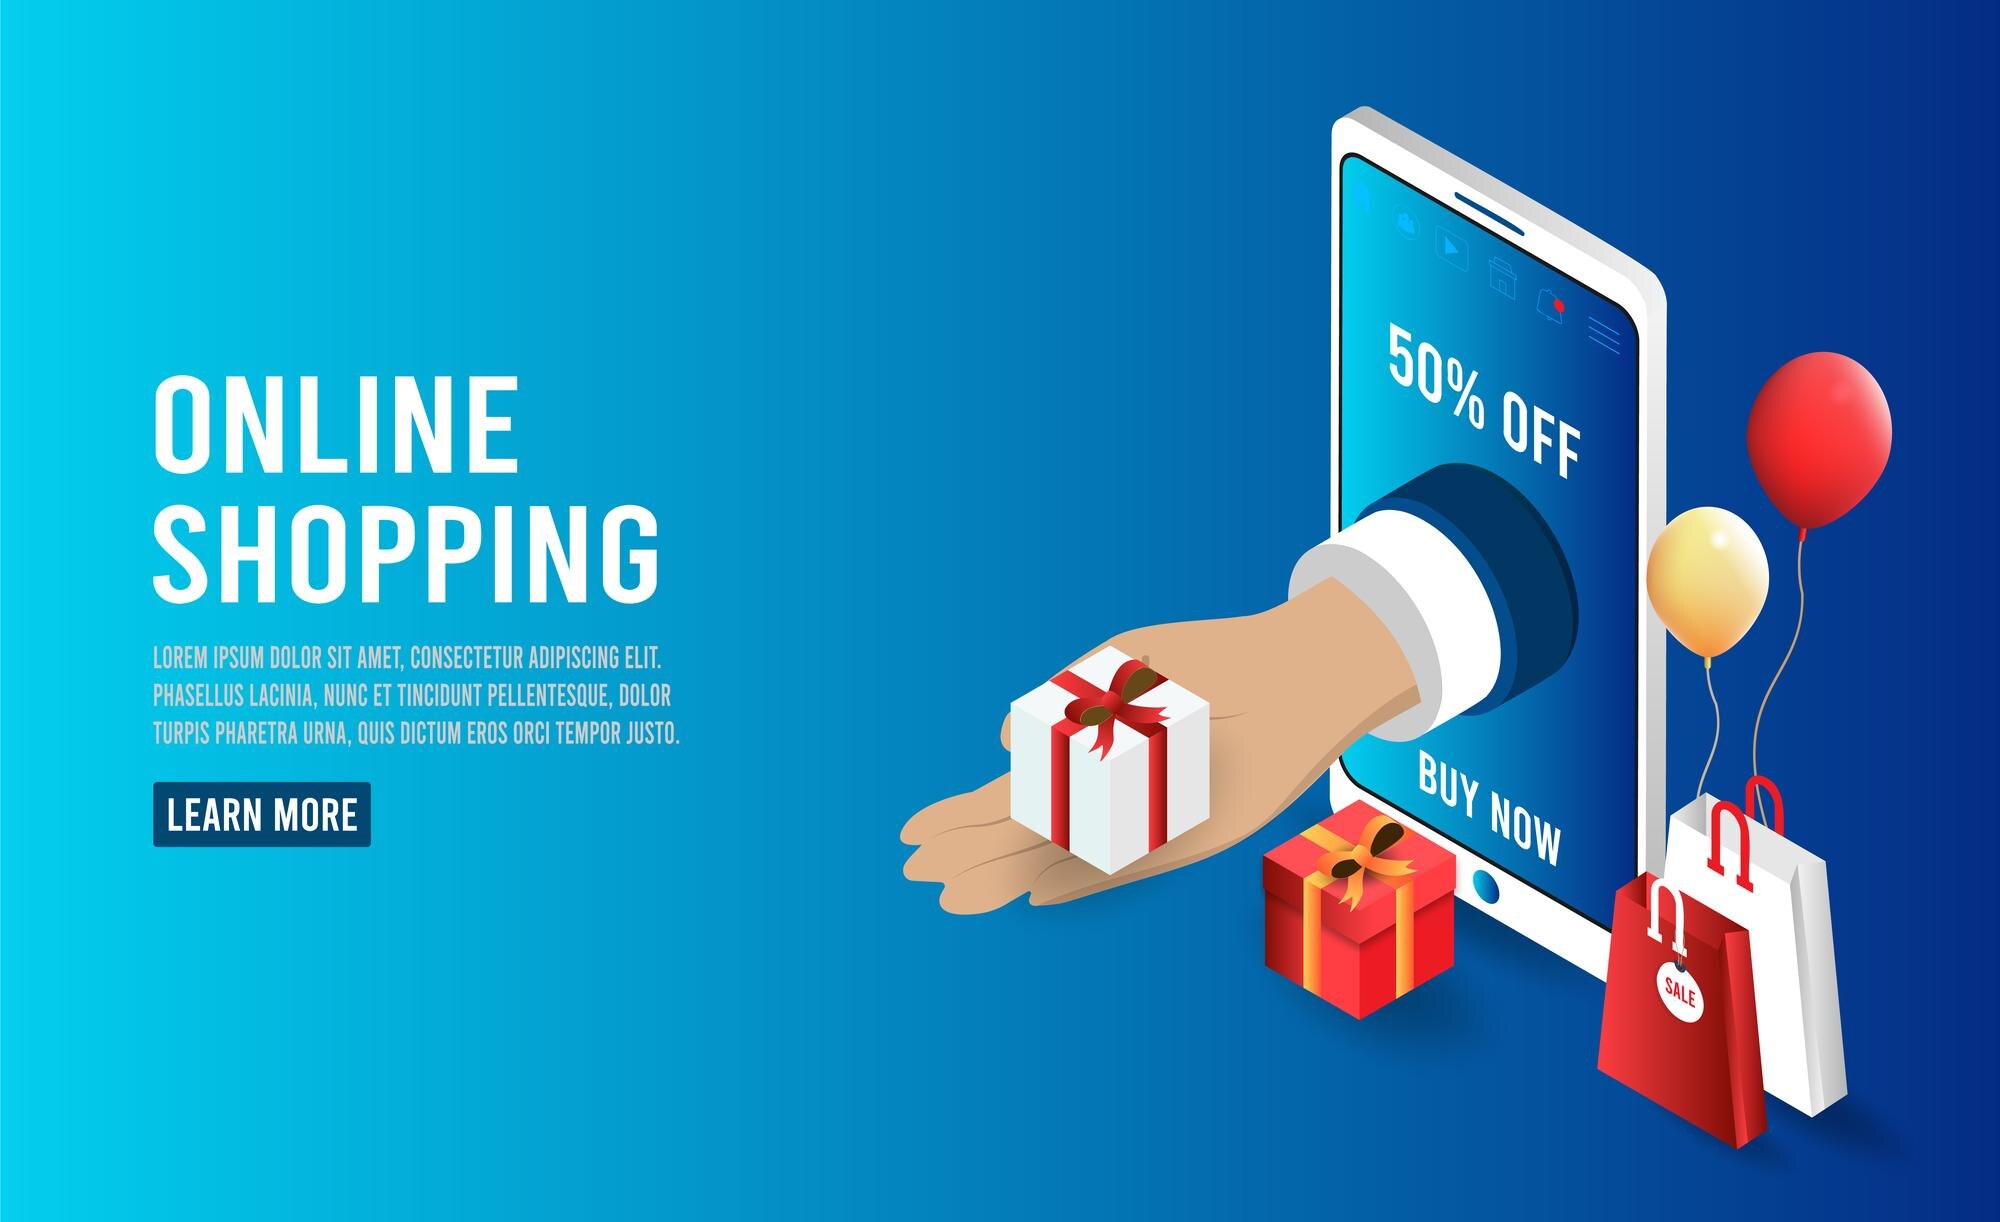 ONLINE
SHOPPING
LOREM IPSUM DOLOR SIT AMET, CONSECTETUR ADIPISCING ELIT.
PHASELLUS LACINIA, NUNC ET TINCIDUNT PELLENTESQUE, DOLOR
TURPIS PHARETRA URNA, QUIS DICTUM EROS ORCI TEMPOR JUSTO.
LEARN MORE
50% OFF
BUY NOW
SALE